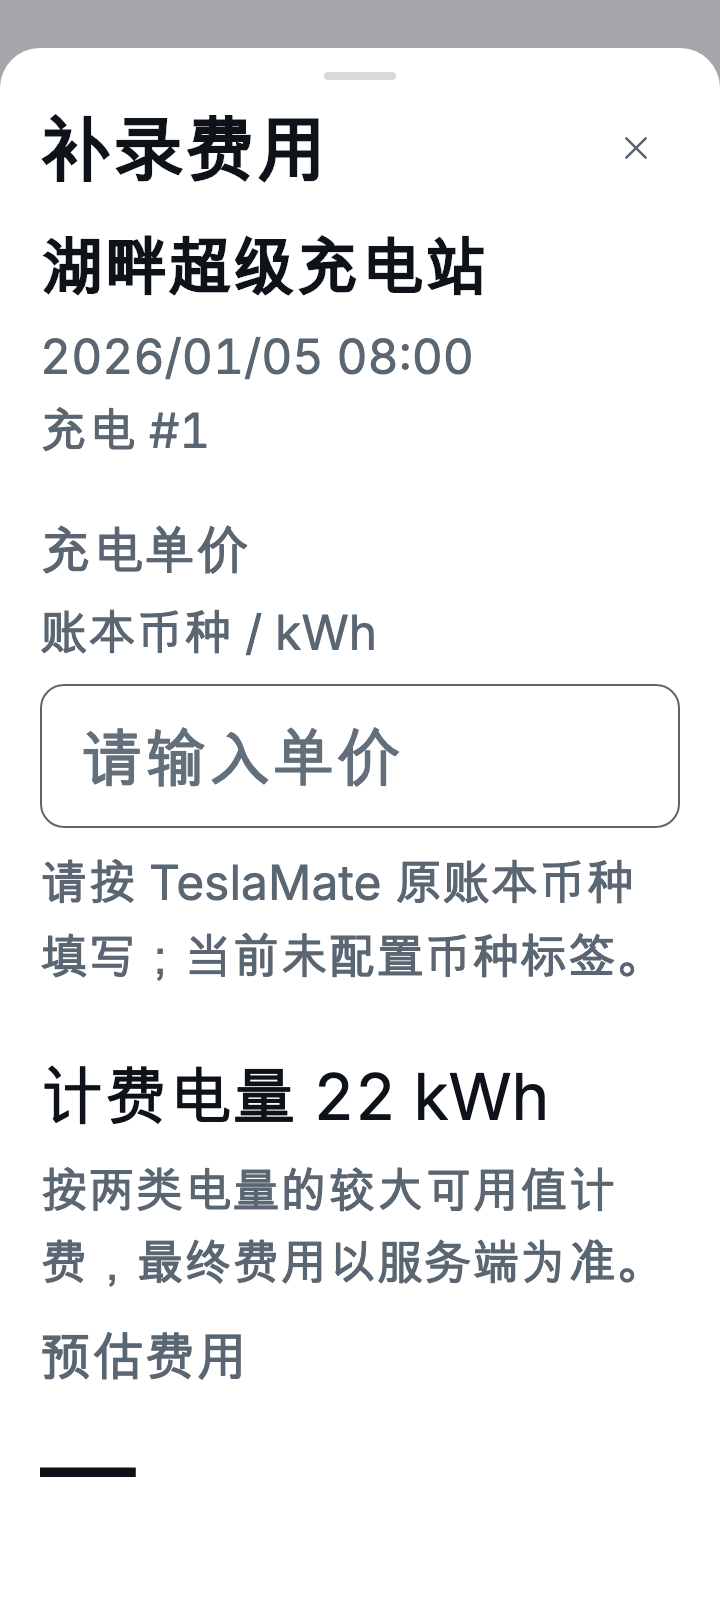 补录费用
湖畔超级充电站
2026/01/05 08:00
充电 #1
充电单价
账本币种 / kWh
请输入单价
请按 TeslaMate 原账本币种
填写；当前未配置币种标签。
计费电量 22 kWh
按两类电量的较大可用值计
费，最终费用以服务端为准。
预估费用
—